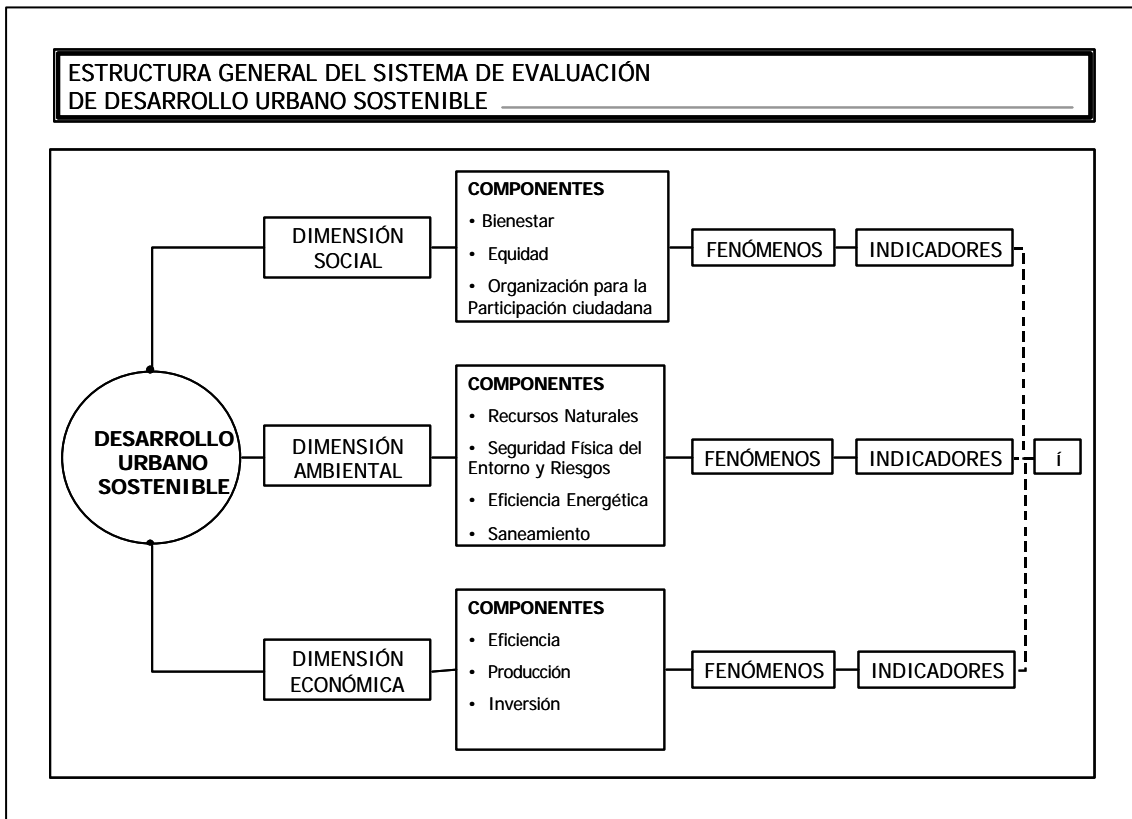 ESTRUCTURA GENERAL DEL SISTEMA DE EVALUACIÓN
DE DESARROLLO URBANO SOSTENIBLE
DESARROLLO
URBANO
SOSTENIBLE
DIMENSIÓN
SOCIAL
COMPONENTES
• Bienestar
• Equidad
• Organización para la
Participación ciudadana
FENÓMENOS
INDICADORES
DIMENSIÓN
AMBIENTAL
COMPONENTES
• Recursos Naturales
• Seguridad Física del
Entorno y Riesgos
• Eficiencia Energética
• Saneamiento
FENÓMENOS
INDICADORES
í
DIMENSIÓN
ECONÓMICA
COMPONENTES
• Eficiencia
• Producción
• Inversión
FENÓMENOS
INDICADORES